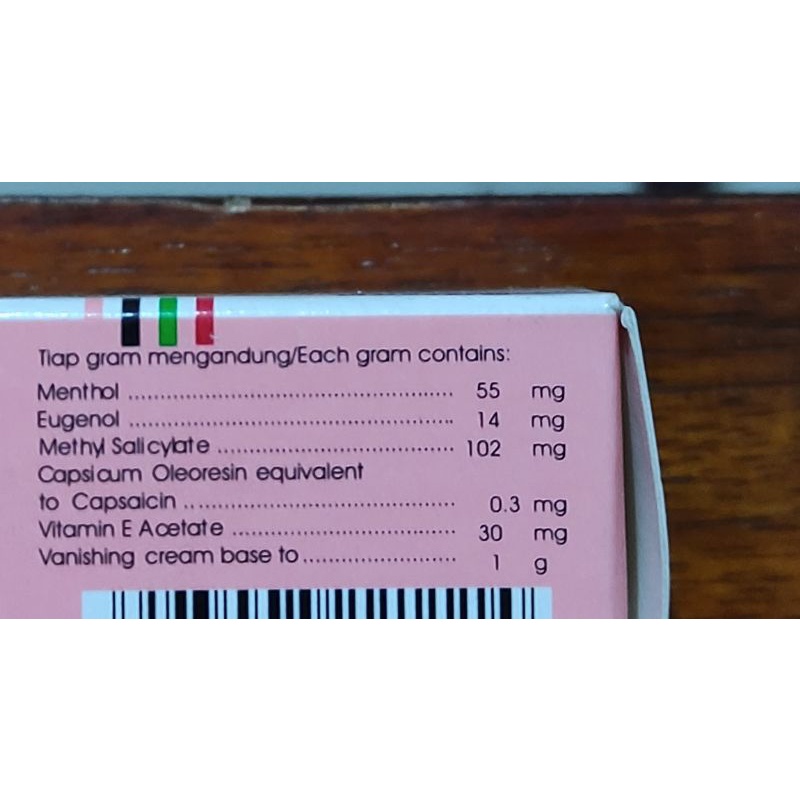 Tiap gram mengandung/Each gram contains:
Menthol ........................................................ 55 mg
Eugenol ........................................................ 14 mg
Methyl Salicylate ........................................ 102 mg
Capsicum Oleoresin equivalent
to Capsaicin ............................................... 0.3 mg
Vitamin E Acetate ....................................... 30 mg
Vanishing cream base to ........................... 1 g